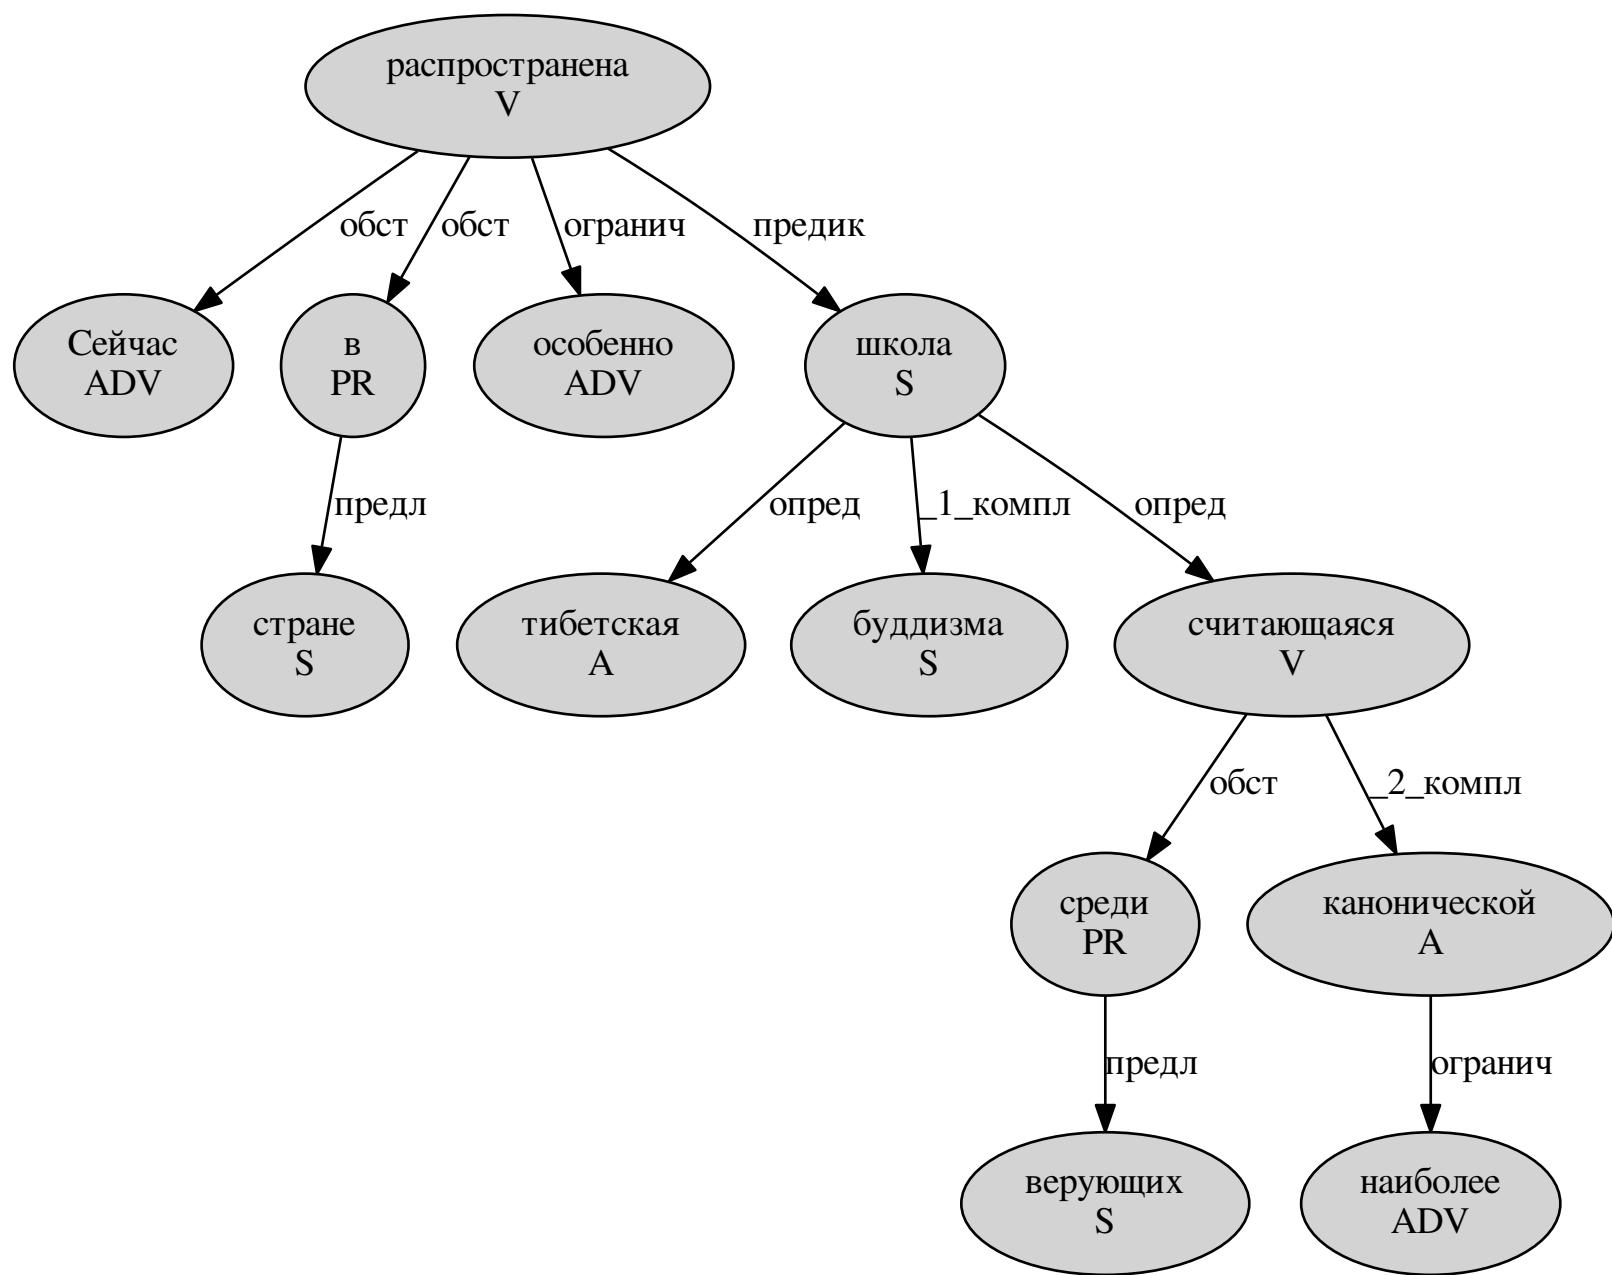 распространена
V
обст
обст
огранич
предик
Сейчас
ADV
в
PR
особенно
ADV
школа
S
предл
опред
_1_компл
опред
стране
S
тибетская
A
буддизма
S
считающаяся
V
обст
_2_компл
среди
PR
канонической
A
предл
огранич
верующих
S
наиболее
ADV